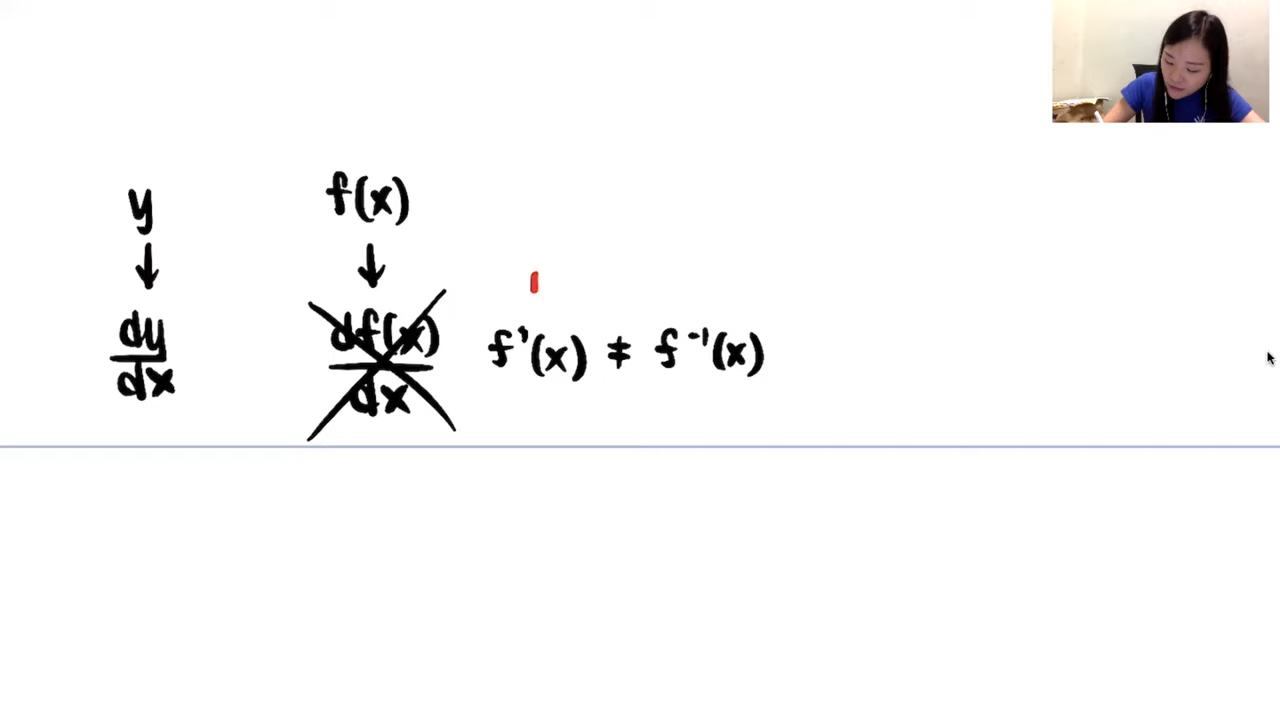 y f(x)
↓ ↓
dy/dx df(x)/dx f'(x) ≠ f⁻¹(x)